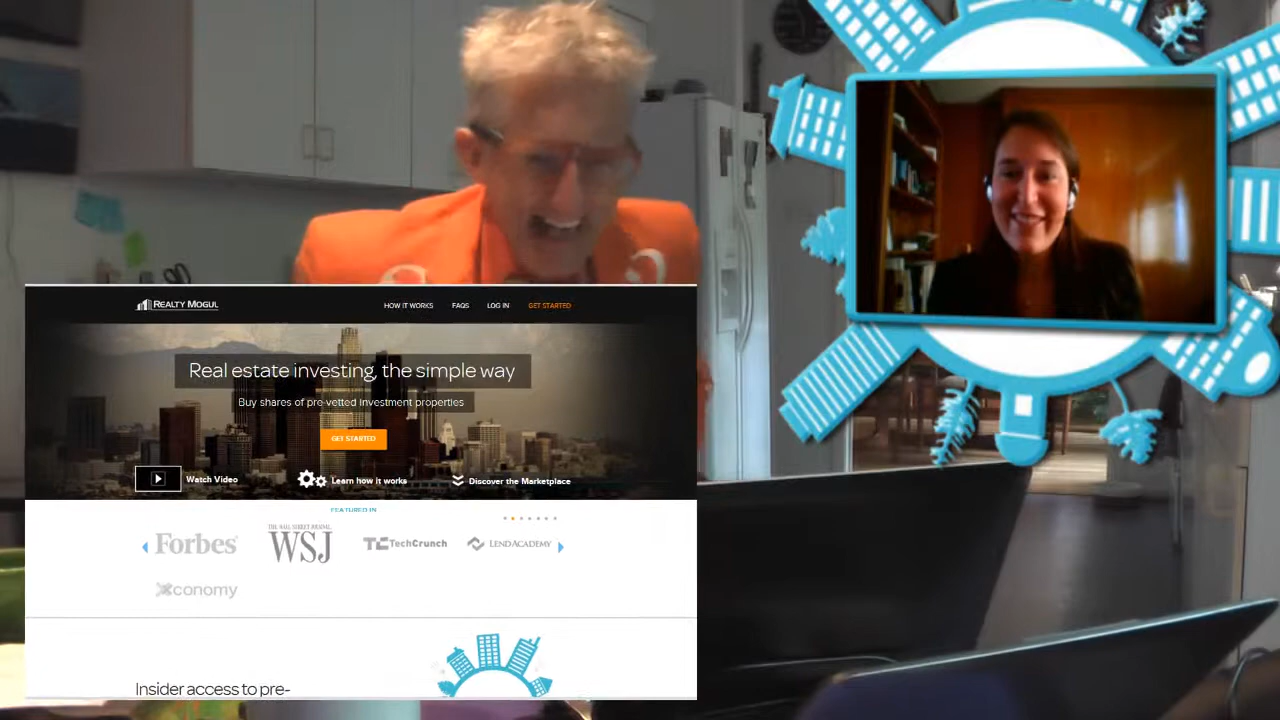 REALTY MOGUL
HOW IT WORKS FAQS LOG IN GET STARTED
Real estate investing, the simple way
Buy shares of pre-vetted investment properties
GET STARTED
Watch Video Learn how it works Discover the Marketplace
FEATURED IN
Forbes THE WALL STREET JOURNAL. WSJ TC TechCrunch LENDACADEMY
Xconomy
Insider access to pre-